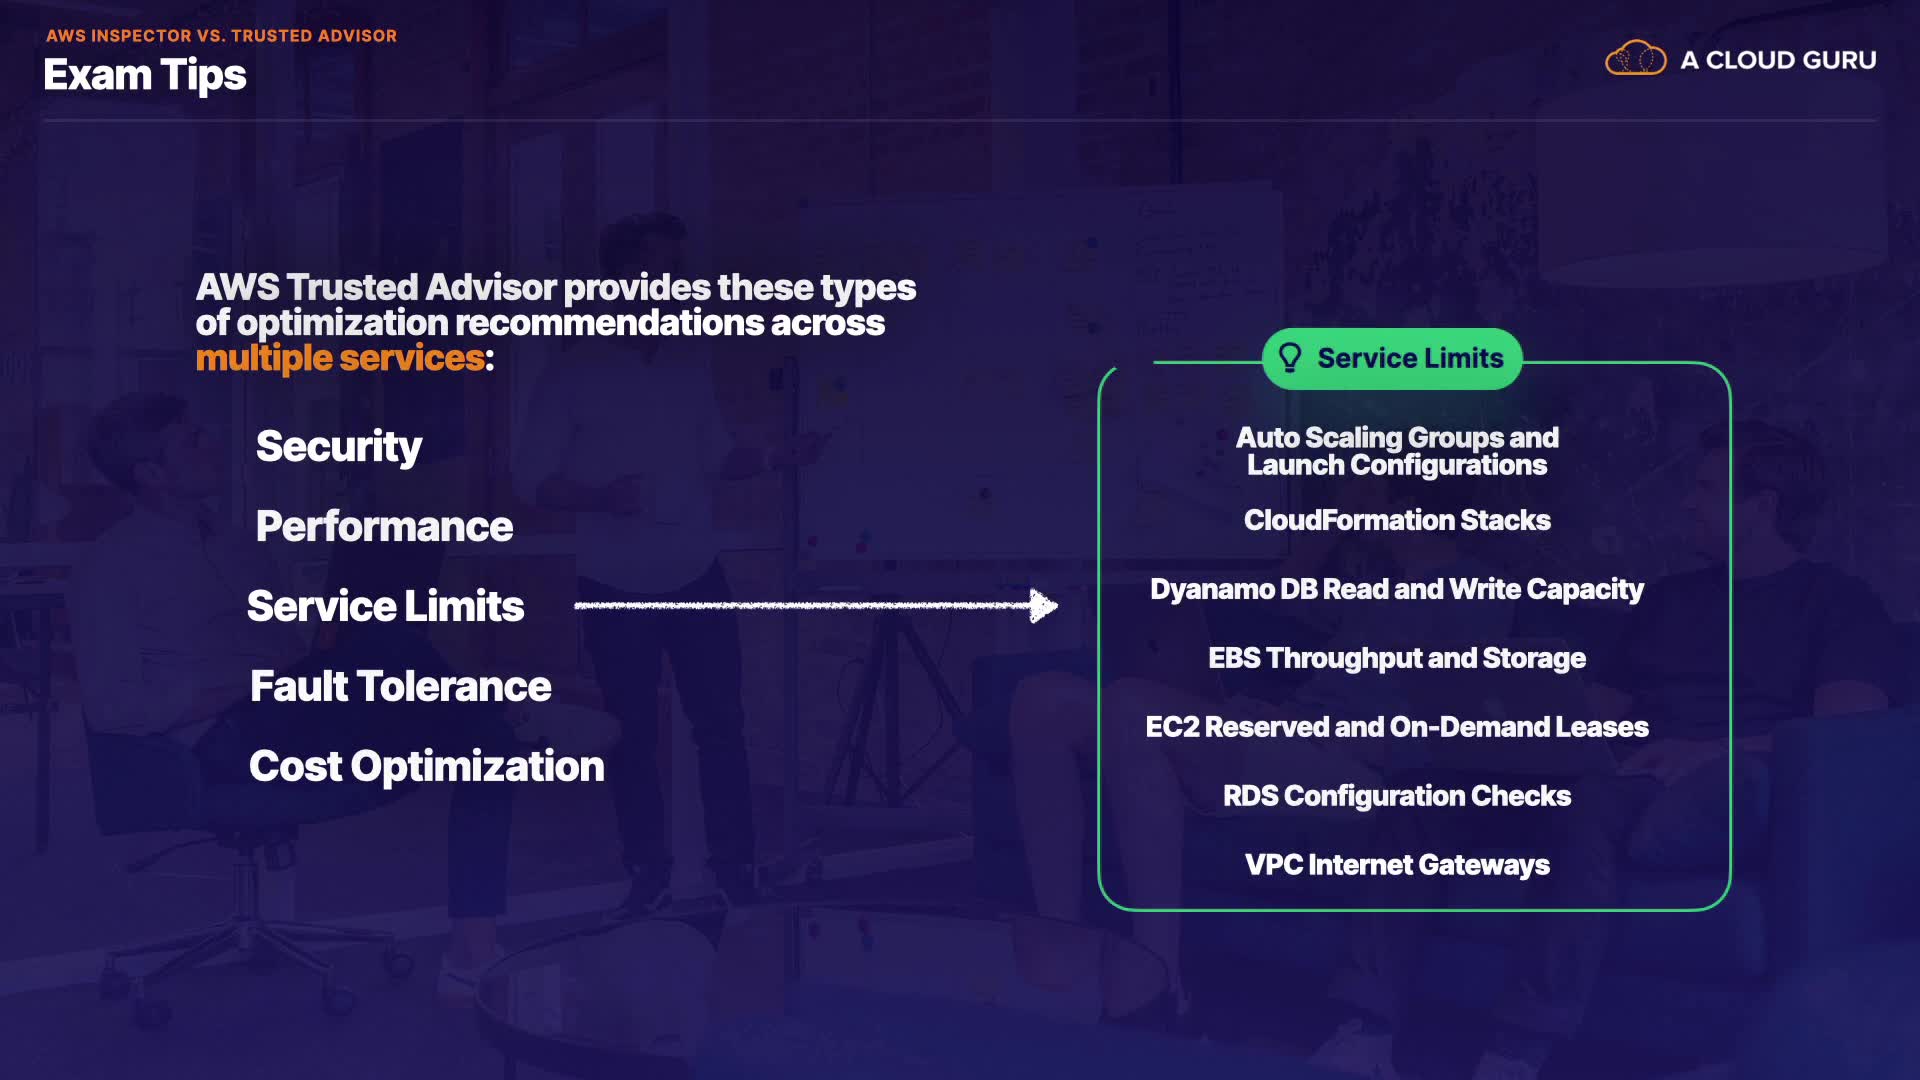 AWS INSPECTOR VS. TRUSTED ADVISOR
Exam Tips
A CLOUD GURU
AWS Trusted Advisor provides these types
of optimization recommendations across
multiple services:
Security
Performance
Service Limits
Fault Tolerance
Cost Optimization
Service Limits
Auto Scaling Groups and
Launch Configurations
CloudFormation Stacks
Dyanamo DB Read and Write Capacity
EBS Throughput and Storage
EC2 Reserved and On-Demand Leases
RDS Configuration Checks
VPC Internet Gateways